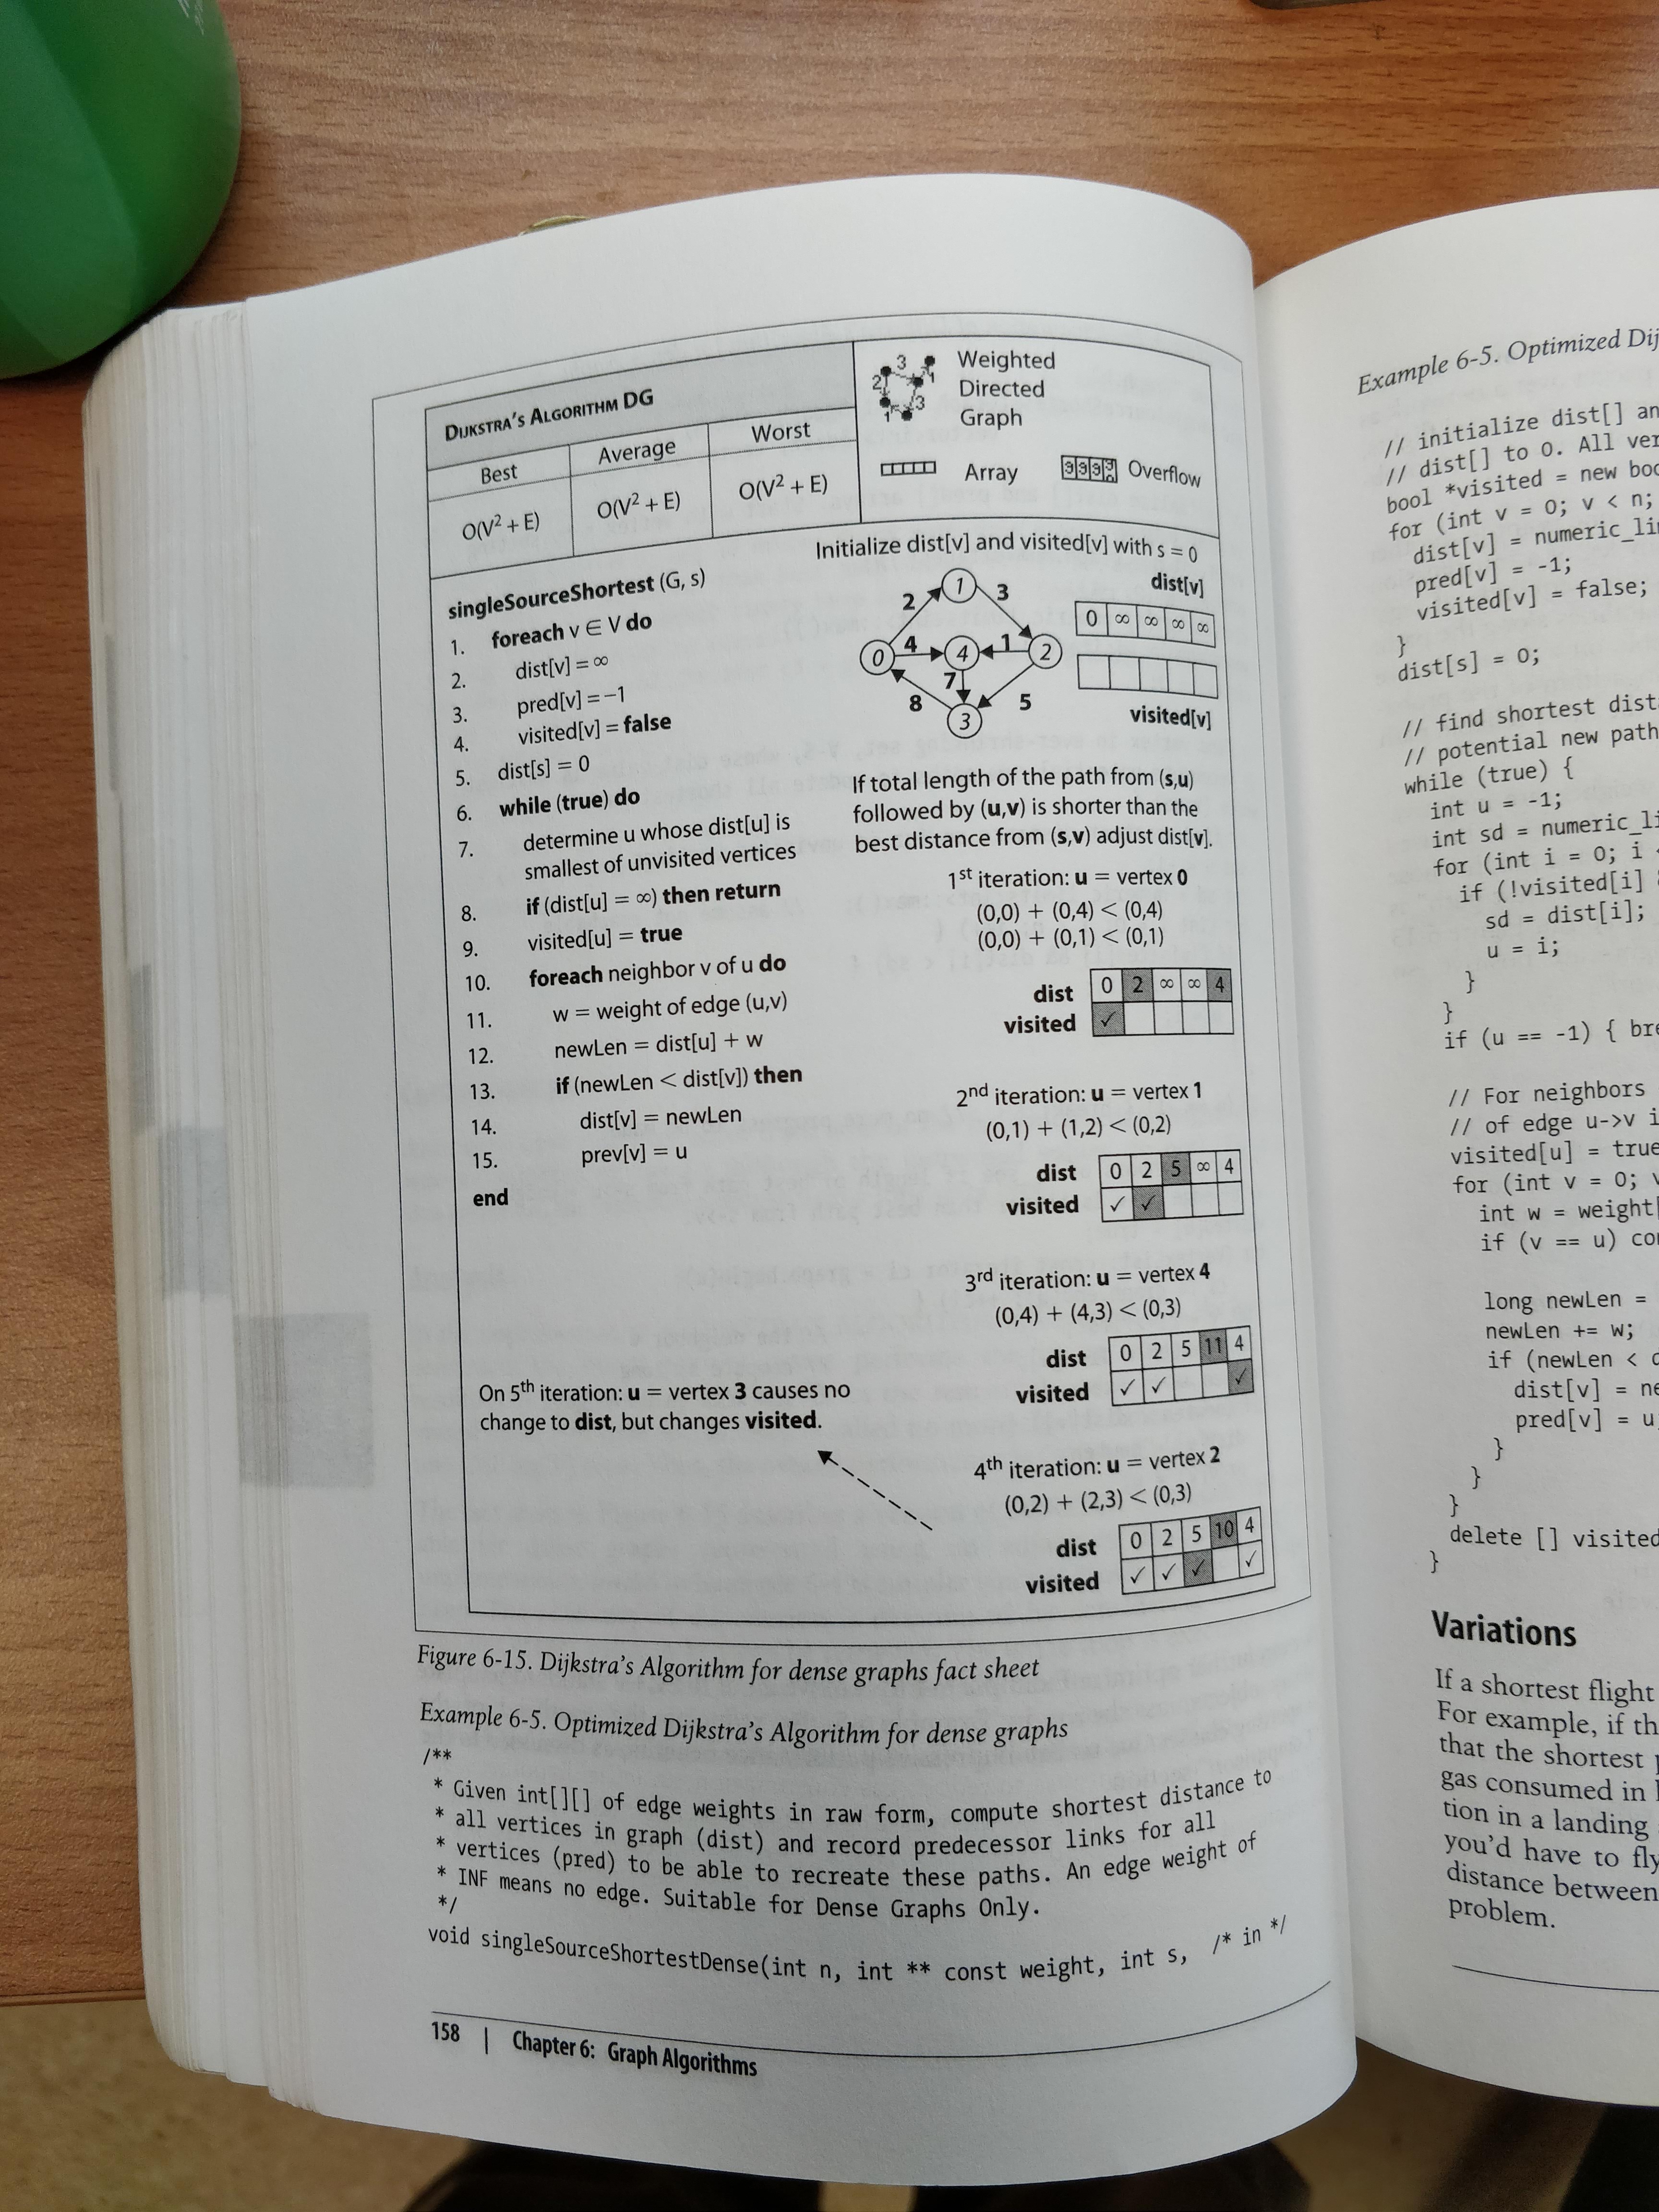 DIJKSTRA'S ALGORITHM DG
Best
Average
Worst
O(V² + E)
O(V² + E)
O(V² + E)
3
2
1
3
1
Weighted
Directed
Graph
Array
Overflow
singleSourceShortest (G, s)
1. foreach v ∈ V do
2. dist[v] = ∞
3. pred[v] = −1
4. visited[v] = false
5. dist[s] = 0
6. while (true) do
7. determine u whose dist[u] is
smallest of unvisited vertices
8. if (dist[u] = ∞) then return
9. visited[u] = true
10. foreach neighbor v of u do
11. w = weight of edge (u,v)
12. newLen = dist[u] + w
13. if (newLen < dist[v]) then
14. dist[v] = newLen
15. prev[v] = u
end
On 5th iteration: u = vertex 3 causes no
change to dist, but changes visited.
Initialize dist[v] and visited[v] with s = 0
1
2 3
0 4 4 1 2
7
8 5
3
dist[v]
0 ∞ ∞ ∞ ∞
visited[v]
If total length of the path from (s,u)
followed by (u,v) is shorter than the
best distance from (s,v) adjust dist[v].
1st iteration: u = vertex 0
(0,0) + (0,4) < (0,4)
(0,0) + (0,1) < (0,1)
dist 0 2 ∞ ∞ 4
visited ✓
2nd iteration: u = vertex 1
(0,1) + (1,2) < (0,2)
dist 0 2 5 ∞ 4
visited ✓ ✓
3rd iteration: u = vertex 4
(0,4) + (4,3) < (0,3)
dist 0 2 5 11 4
visited ✓ ✓ ✓
4th iteration: u = vertex 2
(0,2) + (2,3) < (0,3)
dist 0 2 5 10 4
visited ✓ ✓ ✓ ✓
Figure 6-15. Dijkstra's Algorithm for dense graphs fact sheet
Example 6-5. Optimized Dijkstra's Algorithm for dense graphs
/**
* Given int[][] of edge weights in raw form, compute shortest distance to
* all vertices in graph (dist) and record predecessor links for all
* vertices (pred) to be able to recreate these paths. An edge weight of
* INF means no edge. Suitable for Dense Graphs Only.
*/
void singleSourceShortestDense(int n, int ** const weight, int s, /* in */
158 | Chapter 6: Graph Algorithms
Example 6-5. Optimized Dij
// initialize dist[] an
// dist[] to 0. All ver
bool *visited = new boo
for (int v = 0; v < n;
dist[v] = numeric_li
pred[v] = -1;
visited[v] = false;
}
dist[s] = 0;
// find shortest dist
// potential new path
while (true) {
int u = -1;
int sd = numeric_li
for (int i = 0; i <
if (!visited[i]
sd = dist[i];
u = i;
}
}
if (u == -1) { bre
// For neighbors
// of edge u->v i
visited[u] = true
for (int v = 0; v
int w = weight[
if (v == u) co
long newLen =
newLen += w;
if (newLen <
dist[v] = ne
pred[v] = u
}
}
}
delete [] visited
}
Variations
If a shortest flight
For example, if th
that the shortest
gas consumed in
tion in a landing
you'd have to fly
distance between
problem.